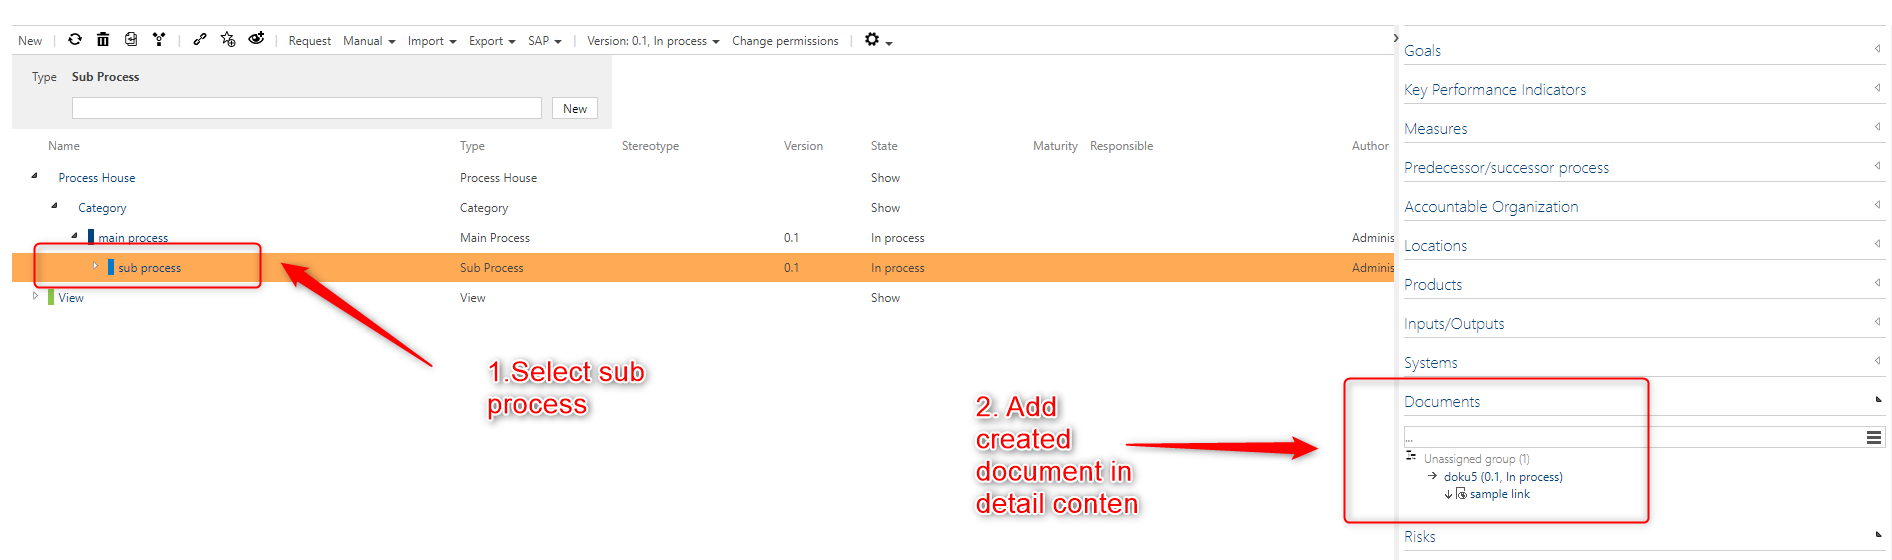 New Request Manual Import Export SAP Version: 0.1, In process Change permissions
Type Sub Process
New
Name Type Stereotype Version State Maturity Responsible Author
Process House Process House Show
Category Category Show
main process Main Process 0.1 In process Adminis
sub process Sub Process 0.1 In process Adminis
View View Show
1.Select sub
process
2. Add
created
document in
detail conten
Goals
Key Performance Indicators
Measures
Predecessor/successor process
Accountable Organization
Locations
Products
Inputs/Outputs
Systems
Documents
...
Unassigned group (1)
doku5 (0.1, In process)
sample link
Risks